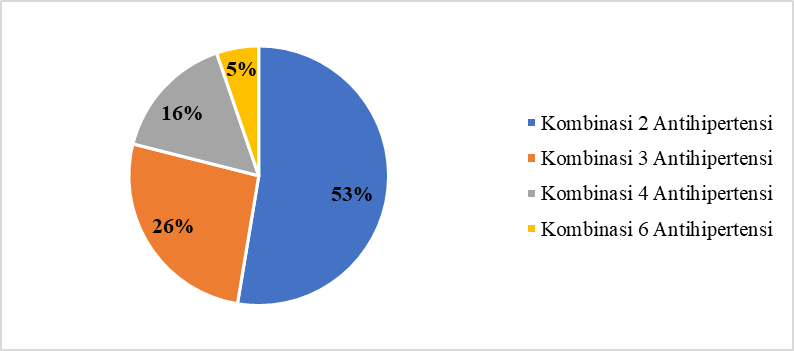 5%
16%
53%
26%
Kombinasi 2 Antihipertensi
Kombinasi 3 Antihipertensi
Kombinasi 4 Antihipertensi
Kombinasi 6 Antihipertensi